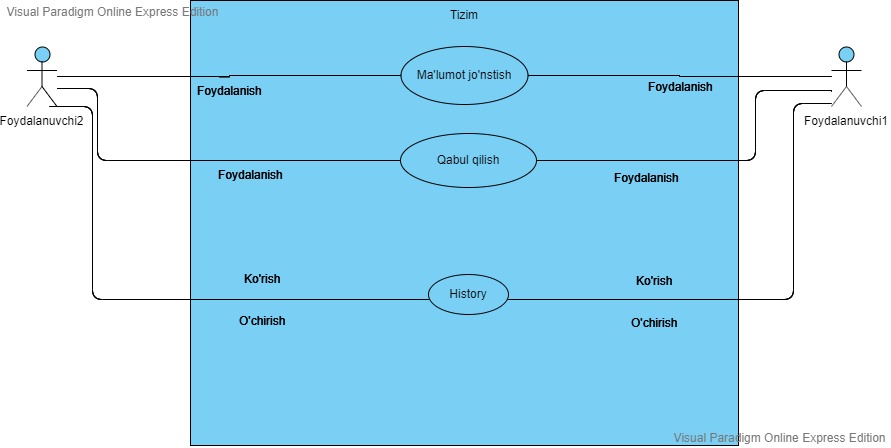 Visual Paradigm Online Express Edition
Tizim
Ma'lumot jo'nstish
Foydalanish
Foydalanish
Foydalanuvchi2
Foydalanuvchi1
Qabul qilish
Foydalanish
Foydalanish
Ko'rish
Ko'rish
History
O'chirish
O'chirish
Visual Paradigm Online Express Edition